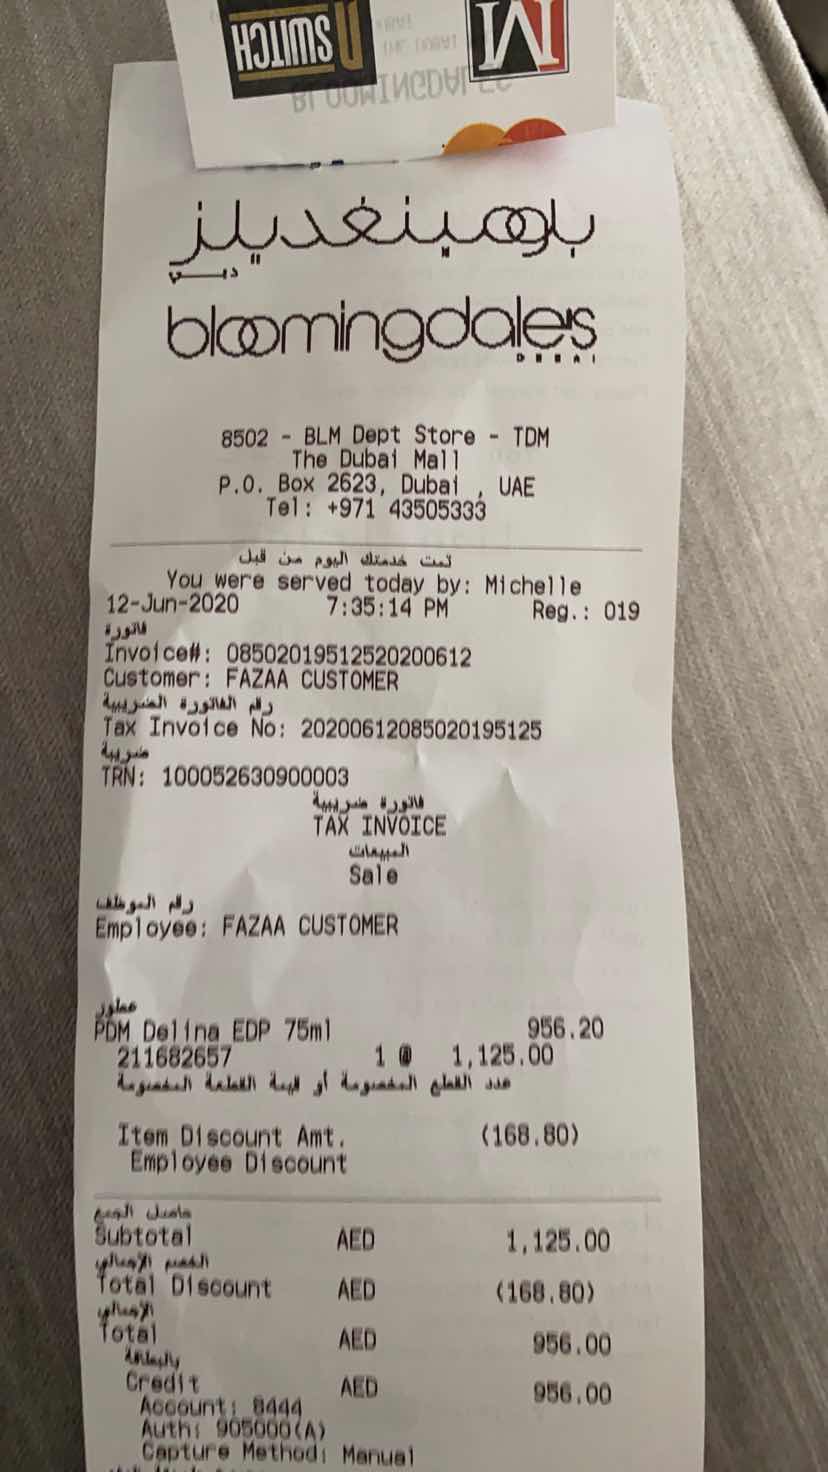 SWITCH
M
THE DUBAI
BLOOMINGDALES
بلومينغديلز
دبي
bloomingdale's
DUBAI
8502 - BLM Dept Store - TDM
The Dubai Mall
P.O. Box 2623, Dubai , UAE
Tel: +971 43505333
تمت خدمتك اليوم من قبل
You were served today by: Michelle
12-Jun-2020 7:35:14 PM Reg.: 019
فاتورة
Invoice#: 08502019512520200612
Customer: FAZAA CUSTOMER
رقم الفاتورة الضريبية
Tax Invoice No: 20200612085020195125
ضريبة
TRN: 100052630900003
فاتورة ضريبية
TAX INVOICE
المبيعات
Sale
رقم الموظف
Employee: FAZAA CUSTOMER
عطور
PDM Delina EDP 75ml 956.20
211682657 1 @ 1,125.00
عدد القطع المخصومة أو قيمة القطعة المخصومة
Item Discount Amt. (168.80)
Employee Discount
حاصل الجمع
Subtotal AED 1,125.00
الخصم الإجمالي
Total Discount AED (168.80)
الإجمالي
Total AED 956.00
بالبطاقة
Credit AED 956.00
Account: 8444
Auth: 905000(A)
Capture Method: Manual